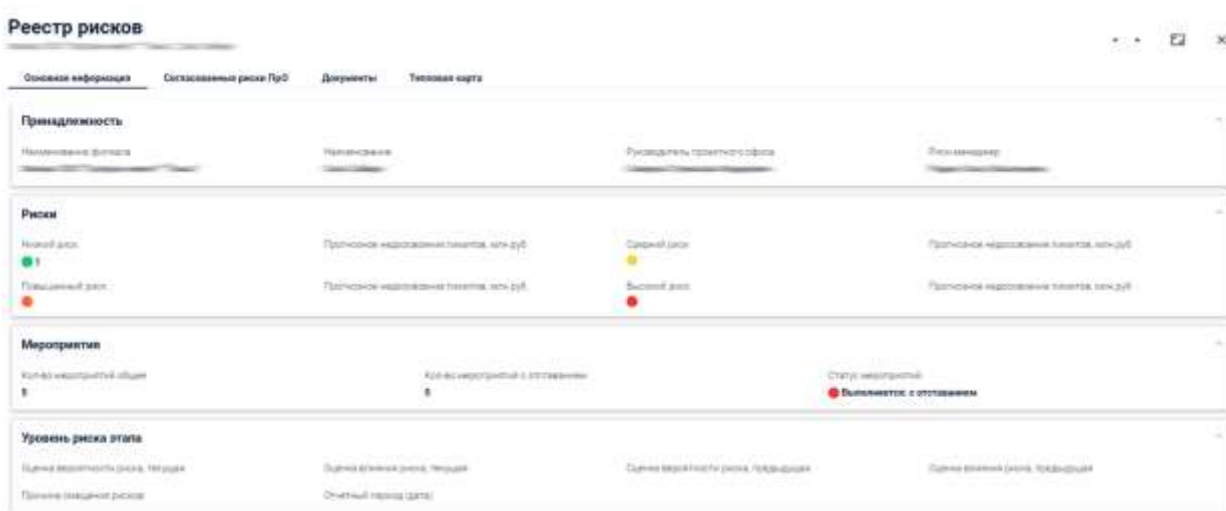 Реестр рисков
Основная информация Согласованные риски ПрО Документы Тепловая карта
Принадлежность
Наименование филиала Наименование Руководитель проектного офиса Риск-менеджер
Риски
Низкий риск Прогнозное недоосвоение лимитов, млн руб Средний риск Прогнозное недоосвоение лимитов, млн руб
Повышенный риск Прогнозное недоосвоение лимитов, млн руб. Высокий риск Прогнозное недоосвоение лимитов, млн руб
Мероприятия
Кол-во мероприятий общее Кол-во мероприятий с отставанием Статус мероприятий
Выполняется с отставанием
Уровень риска этапа
Оценка вероятности риска, текущая Оценка влияния риска, текущая Оценка вероятности риска, предыдущая Оценка влияния риска, предыдущая
Причина смещения рисков Отчетный период (дата)